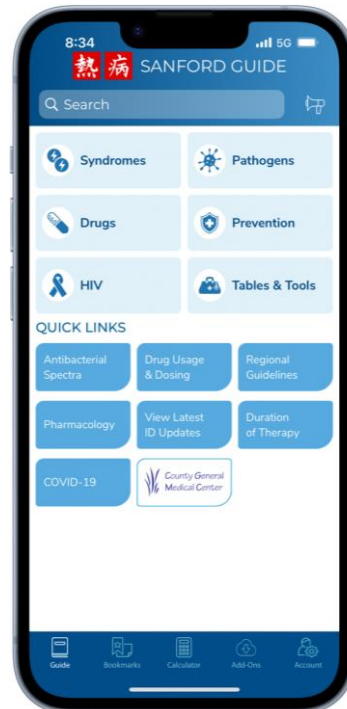 8:34
5G
熱 病 SANFORD GUIDE
Search
Syndromes
Pathogens
Drugs
Prevention
HIV
Tables & Tools
QUICK LINKS
Antibacterial
Spectra
Drug Usage
& Dosing
Regional
Guidelines
Pharmacology
View Latest
ID Updates
Duration
of Therapy
COVID-19
County General
Medical Center
Guide
Bookmarks
Calculator
Add-Ons
Account